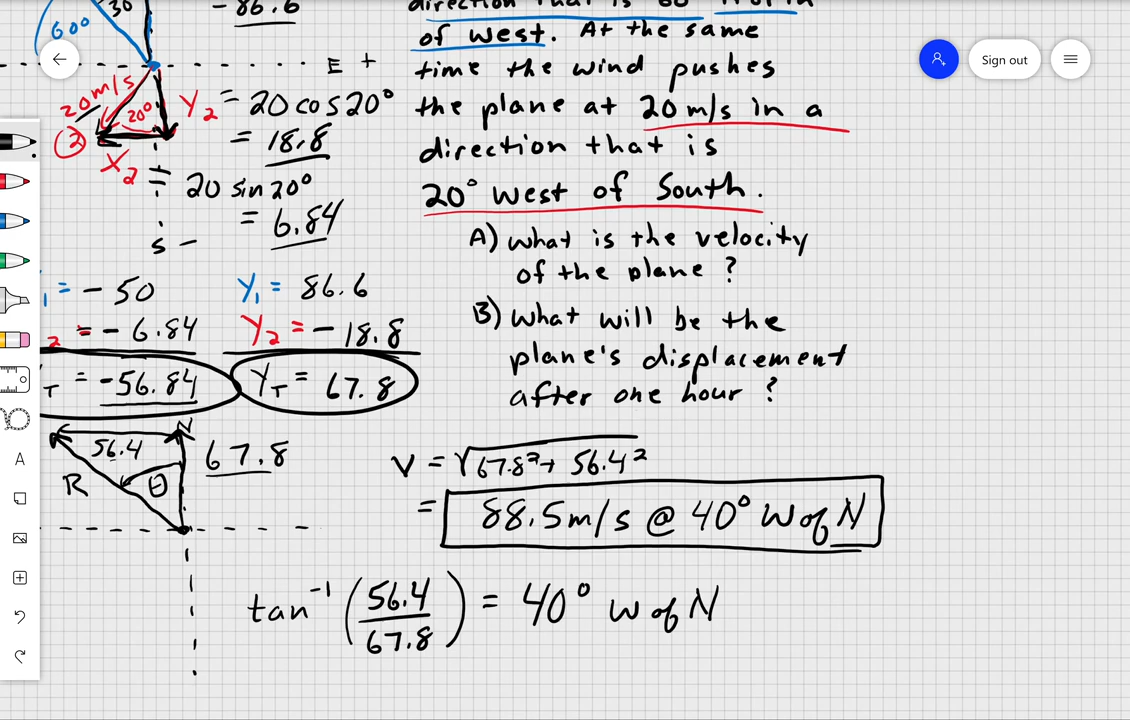 30
- 86.6
direction that is 60° North
of west. At the same
time the wind pushes
the plane at 20 m/s in a
direction that is
20° West of South.
A) what is the velocity
of the plane?
B) what will be the
plane's displacement
after one hour?
60°
E +
20 m/s
20°
2
Y₂ = 20 cos 20°
= 18.8
X₂ = 20 sin 20°
= 6.84
S -
₁ = - 50
₂ = - 6.84
ᴛ = -56.84
Y₁ = 86.6
Y₂ = - 18.8
Yᴛ = 67.8
N
56.4
67.8
R
θ
V = √67.8² + 56.4²
= 88.5 m/s @ 40° W of N
tan⁻¹ (56.4/67.8) = 40° W of N
Sign out
A